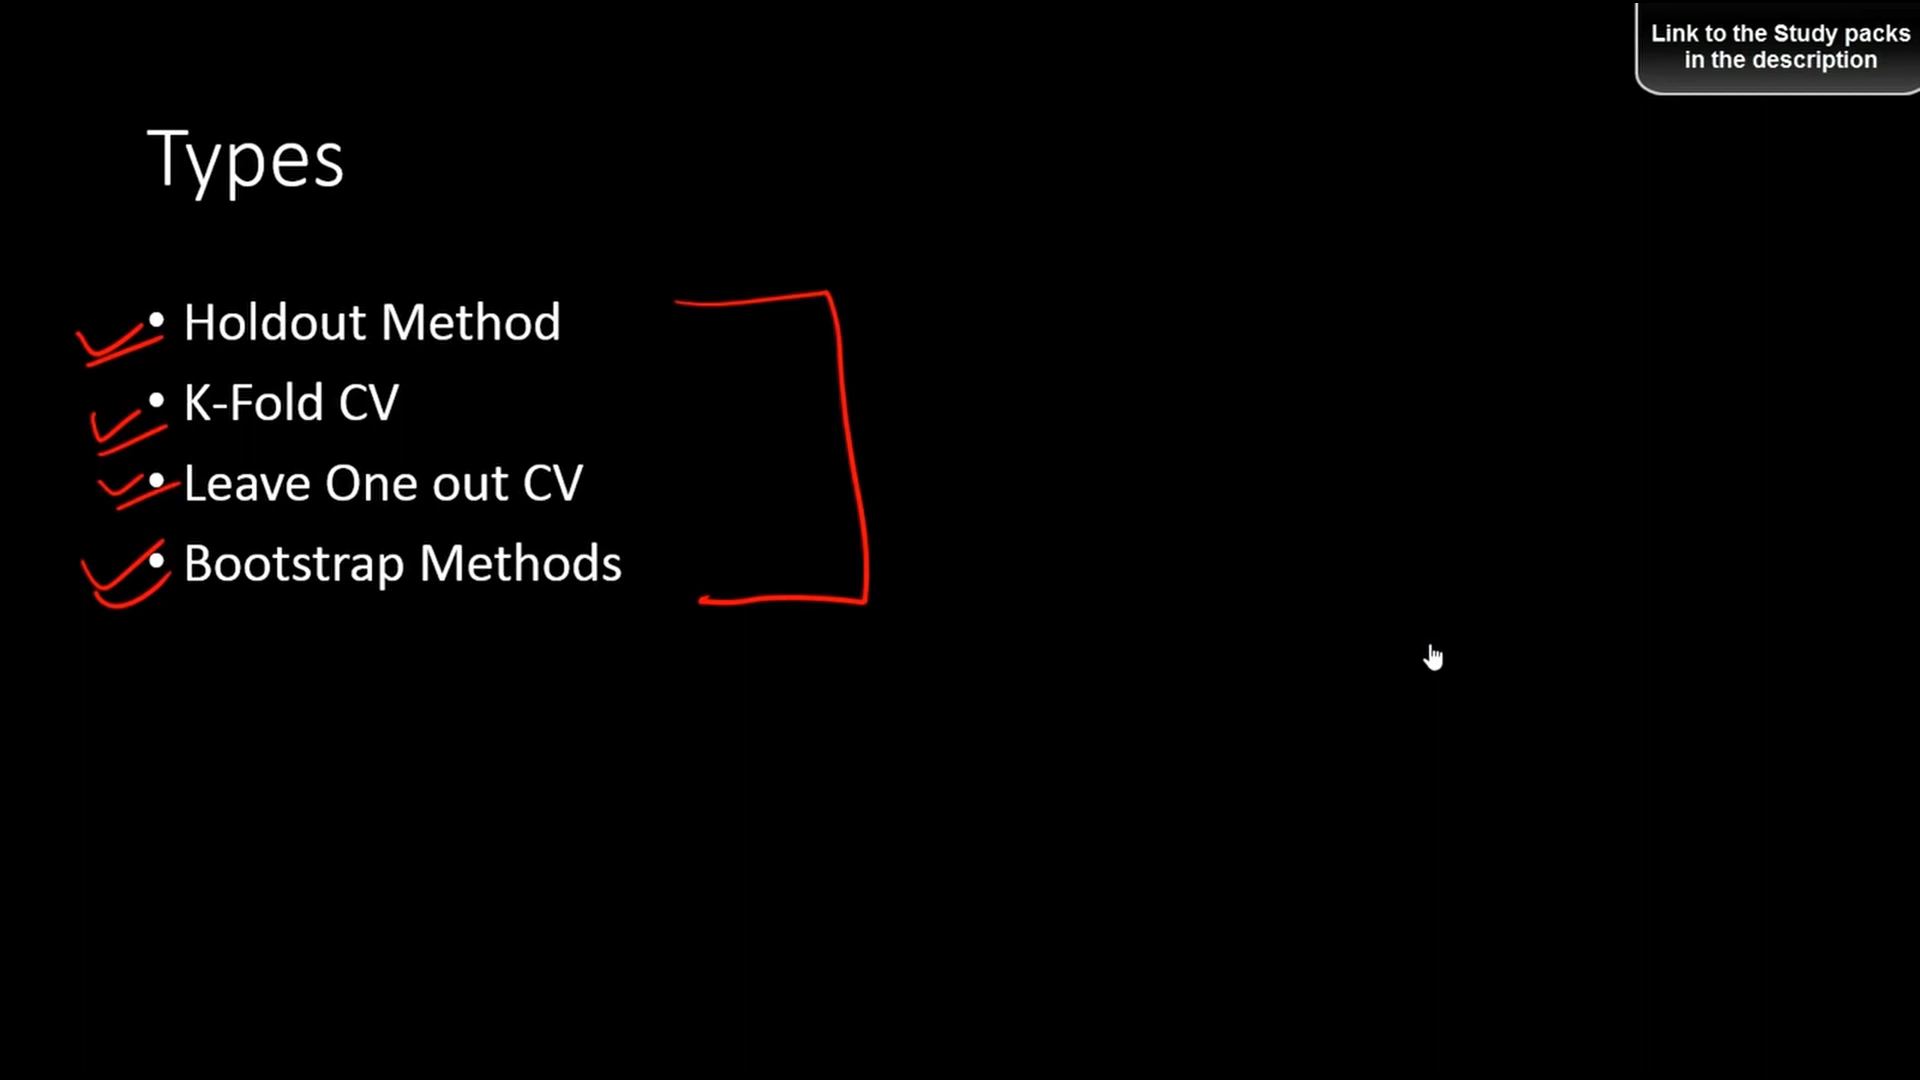 Link to the Study packs
in the description
Types
• Holdout Method
• K-Fold CV
• Leave One out CV
• Bootstrap Methods